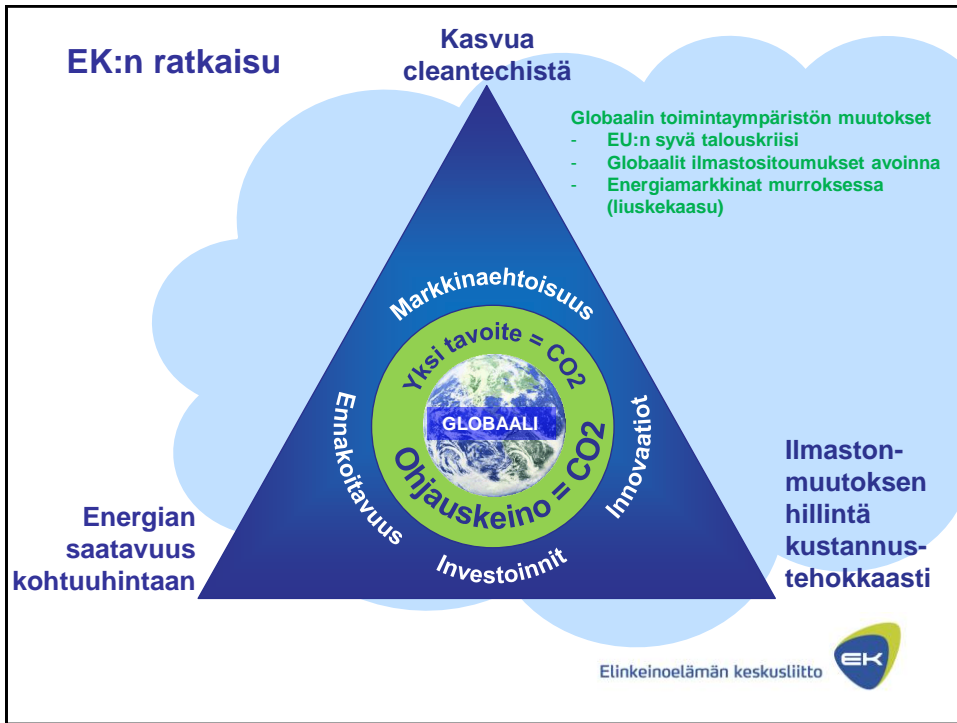 EK:n ratkaisu
Kasvua
cleantechistä
Globaalin toimintaympäristön muutokset
- EU:n syvä talouskriisi
- Globaalit ilmastositoumukset avoinna
- Energiamarkkinat murroksessa
(liuskekaasu)
Markkinaehtoisuus
Yksi tavoite = CO2
GLOBAALI
Ohjauskeino = CO2
Ennakoitavuus
Innovaatiot
Investoinnit
Energian
saatavuus
kohtuuhintaan
Ilmaston-
muutoksen
hillintä
kustannus-
tehokkaasti
Elinkeinoelämän keskusliitto
EK